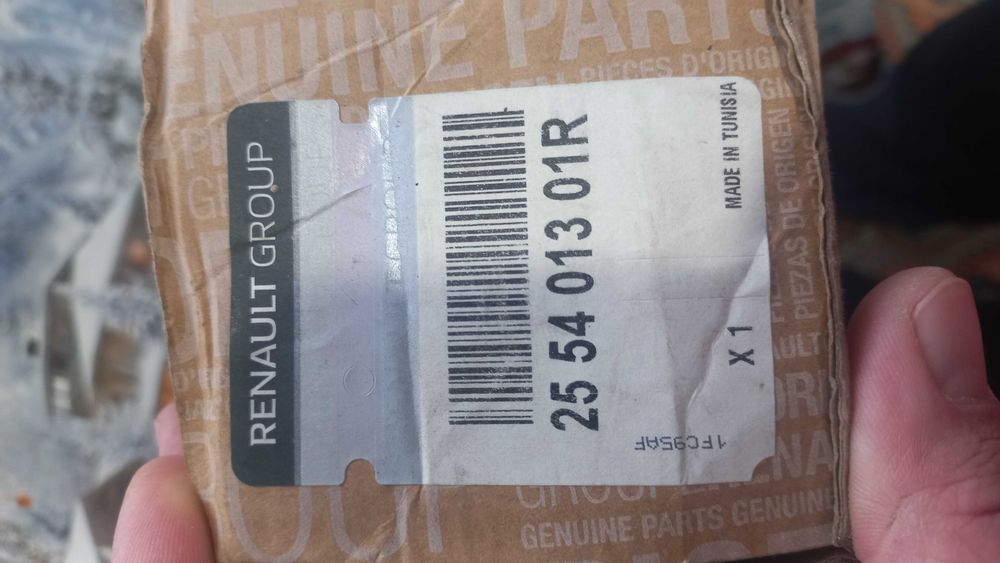 GENUINE PARTS
PIECES D'ORIGIN
RENAULT GROUP
25 54 013 01R
MADE IN TUNISIA
X 1
1FC95AF
PIEZAS DE ORIGEN
GENUINE PARTS GENUINE